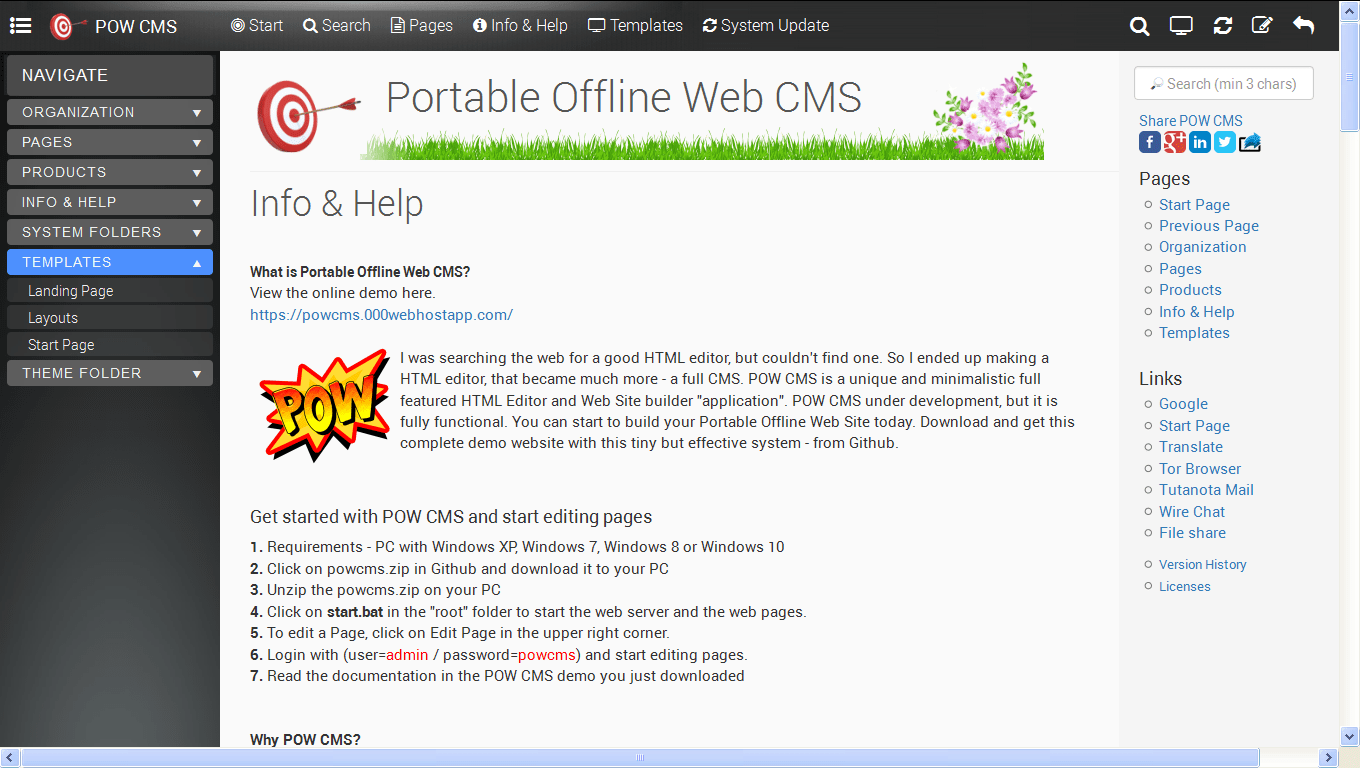 POW CMS
Start
Search
Pages
Info & Help
Templates
System Update
NAVIGATE
ORGANIZATION
PAGES
PRODUCTS
INFO & HELP
SYSTEM FOLDERS
TEMPLATES
Landing Page
Layouts
Start Page
THEME FOLDER
Portable Offline Web CMS
Info & Help
What is Portable Offline Web CMS?
View the online demo here.
https://powcms.000webhostapp.com/
POW
I was searching the web for a good HTML editor, but couldn't find one. So I ended up making a
HTML editor, that became much more - a full CMS. POW CMS is a unique and minimalistic full
featured HTML Editor and Web Site builder "application". POW CMS under development, but it is
fully functional. You can start to build your Portable Offline Web Site today. Download and get this
complete demo website with this tiny but effective system - from Github.
Get started with POW CMS and start editing pages
1. Requirements - PC with Windows XP, Windows 7, Windows 8 or Windows 10
2. Click on powcms.zip in Github and download it to your PC
3. Unzip the powcms.zip on your PC
4. Click on start.bat in the "root" folder to start the web server and the web pages.
5. To edit a Page, click on Edit Page in the upper right corner.
6. Login with (user=admin / password=powcms) and start editing pages.
7. Read the documentation in the POW CMS demo you just downloaded
Why POW CMS?
Search (min 3 chars)
Share POW CMS
Pages
Start Page
Previous Page
Organization
Pages
Products
Info & Help
Templates
Links
Google
Start Page
Translate
Tor Browser
Tutanota Mail
Wire Chat
File share
Version History
Licenses